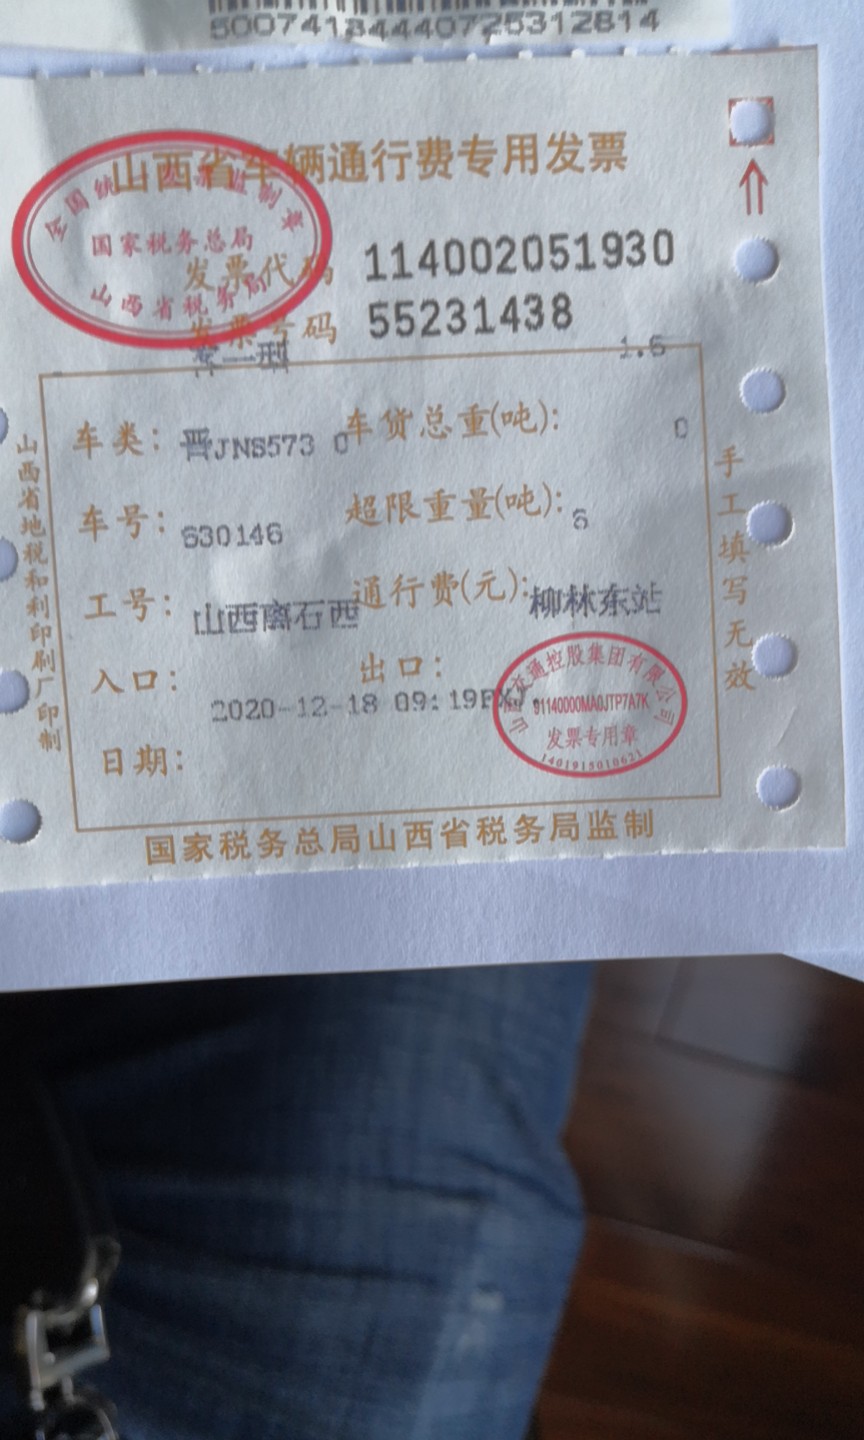 5007418444072531​2814
山西省车辆通行费专用发票
全国统一发票监制章
国家税务总局
山西省税务局
发票代码 114002051930
发票号码 55231438
客一型 1.6
车类: 车货总重(吨):
晋JNS573 0 0
车号: 超限重量(吨):
630146 6
工号: 通行费(元):
山西离石西 柳林东站
入口: 出口:
2020-12-18 09:19
日期:
山西交通控股集团有限公司
91140000MA0JTP7A7K
发票专用章
1401915010621
国家税务总局山西省税务局监制
山西省地税和利印刷厂印制
手工填写无效